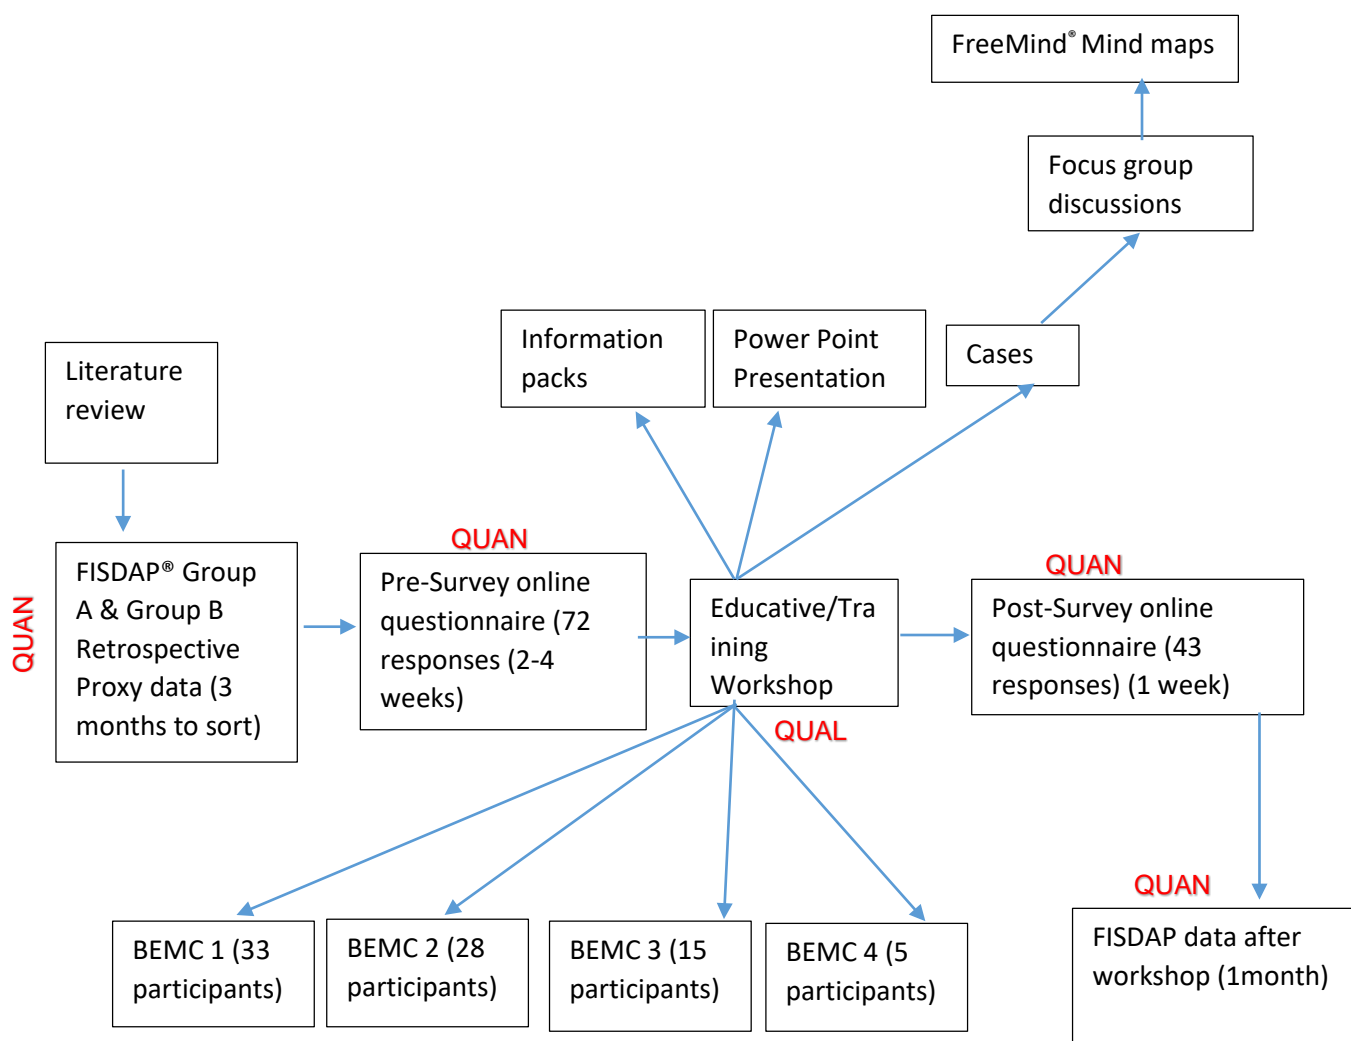 FreeMind® Mind maps
Focus group
discussions
Information
packs
Power Point
Presentation
Cases
Literature
review
QUAN
FISDAP® Group
A & Group B
Retrospective
Proxy data (3
months to sort)
QUAN
Pre-Survey online
questionnaire (72
responses (2-4
weeks)
Educative/Tra
ining
Workshop
QUAL
QUAN
Post-Survey online
questionnaire (43
responses) (1 week)
BEMC 1 (33
participants)
BEMC 2 (28
participants)
BEMC 3 (15
participants)
BEMC 4 (5
participants)
QUAN
FISDAP data after
workshop (1month)